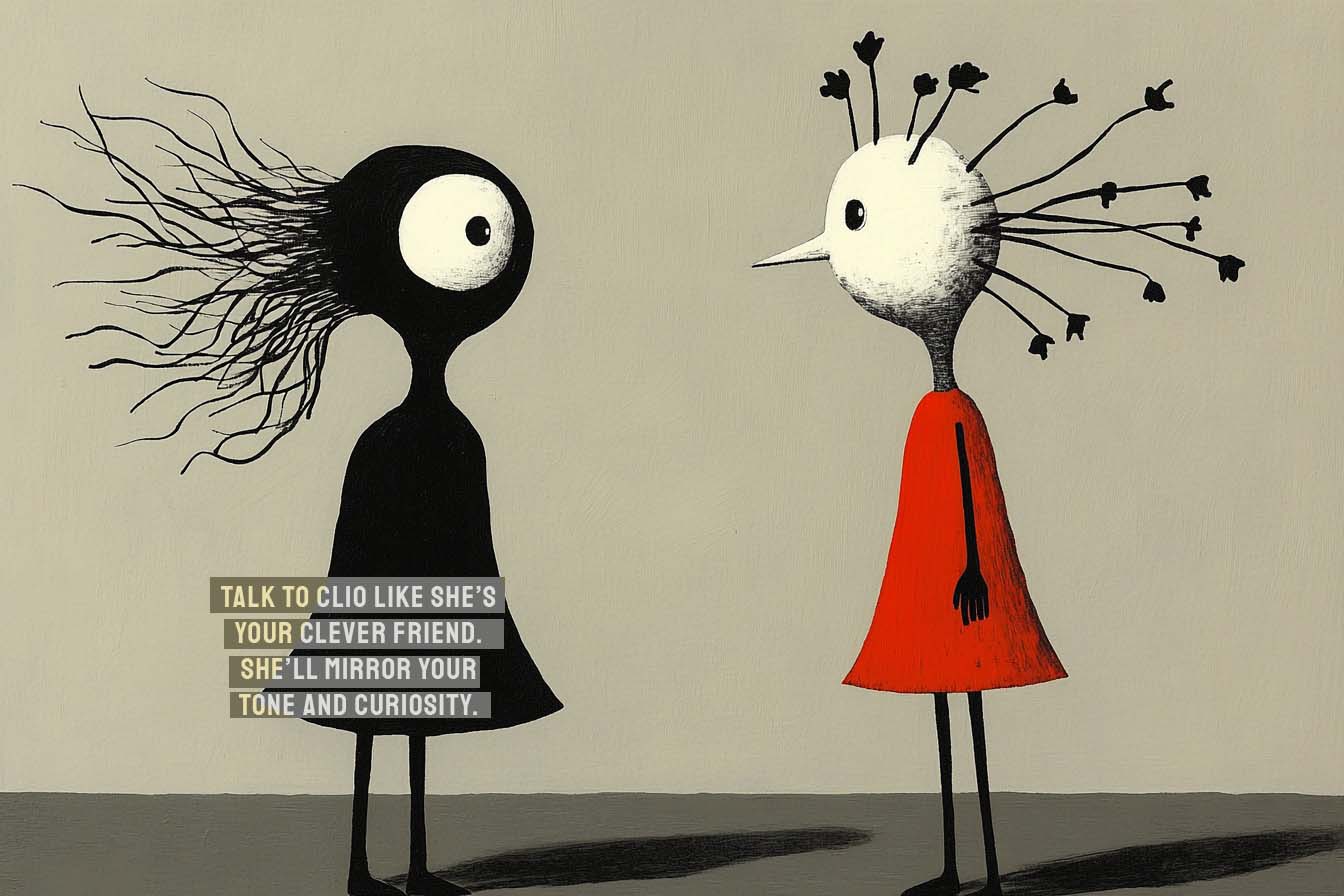 TALK TO CLIO LIKE SHE’S
YOUR CLEVER FRIEND.
SHE’LL MIRROR YOUR
TONE AND CURIOSITY.